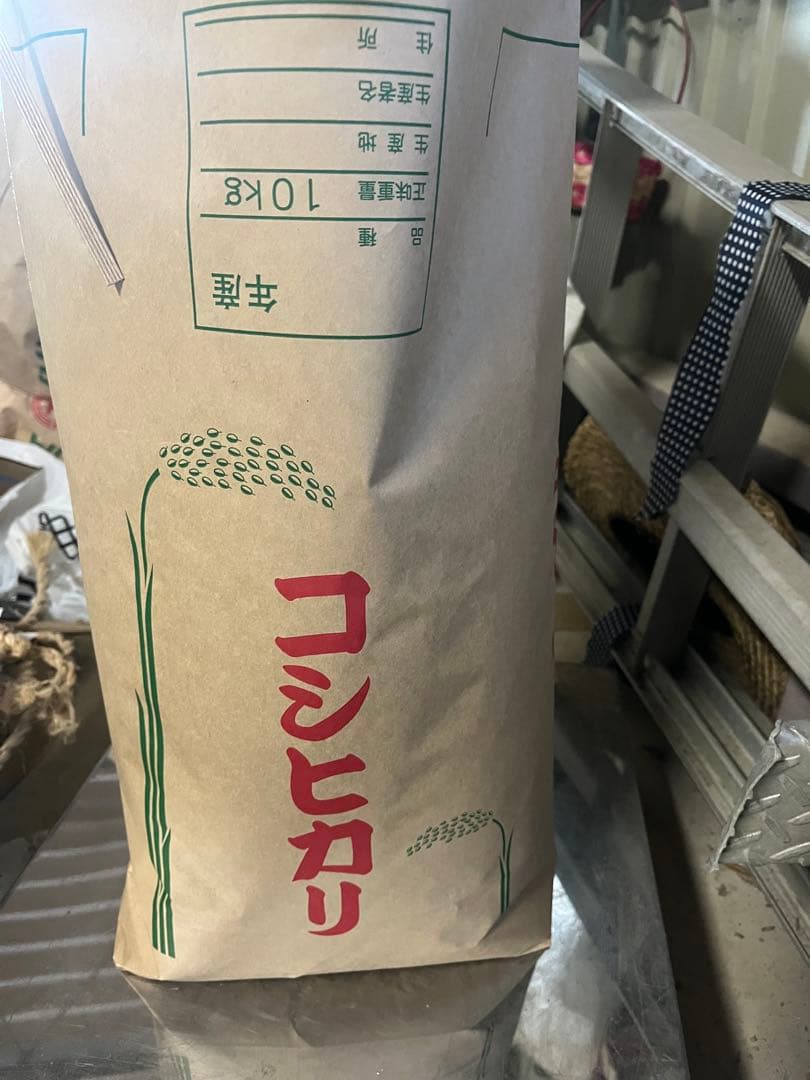 年産
品種
正味重量 10kg
生産地
生産者名
住所
コシヒカリ